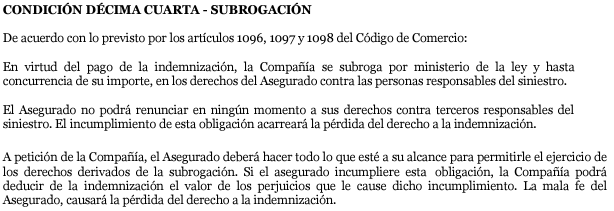 CONDICIÓN DÉCIMA CUARTA - SUBROGACIÓN
De acuerdo con lo previsto por los artículos 1096, 1097 y 1098 del Código de Comercio:
En virtud del pago de la indemnización, la Compañía se subroga por ministerio de la ley y hasta
concurrencia de su importe, en los derechos del Asegurado contra las personas responsables del siniestro.
El Asegurado no podrá renunciar en ningún momento a sus derechos contra terceros responsables del
siniestro. El incumplimiento de esta obligación acarreará la pérdida del derecho a la indemnización.
A petición de la Compañía, el Asegurado deberá hacer todo lo que esté a su alcance para permitirle el ejercicio de
los derechos derivados de la subrogación. Si el asegurado incumpliere esta obligación, la Compañía podrá
deducir de la indemnización el valor de los perjuicios que le cause dicho incumplimiento. La mala fe del
Asegurado, causará la pérdida del derecho a la indemnización.